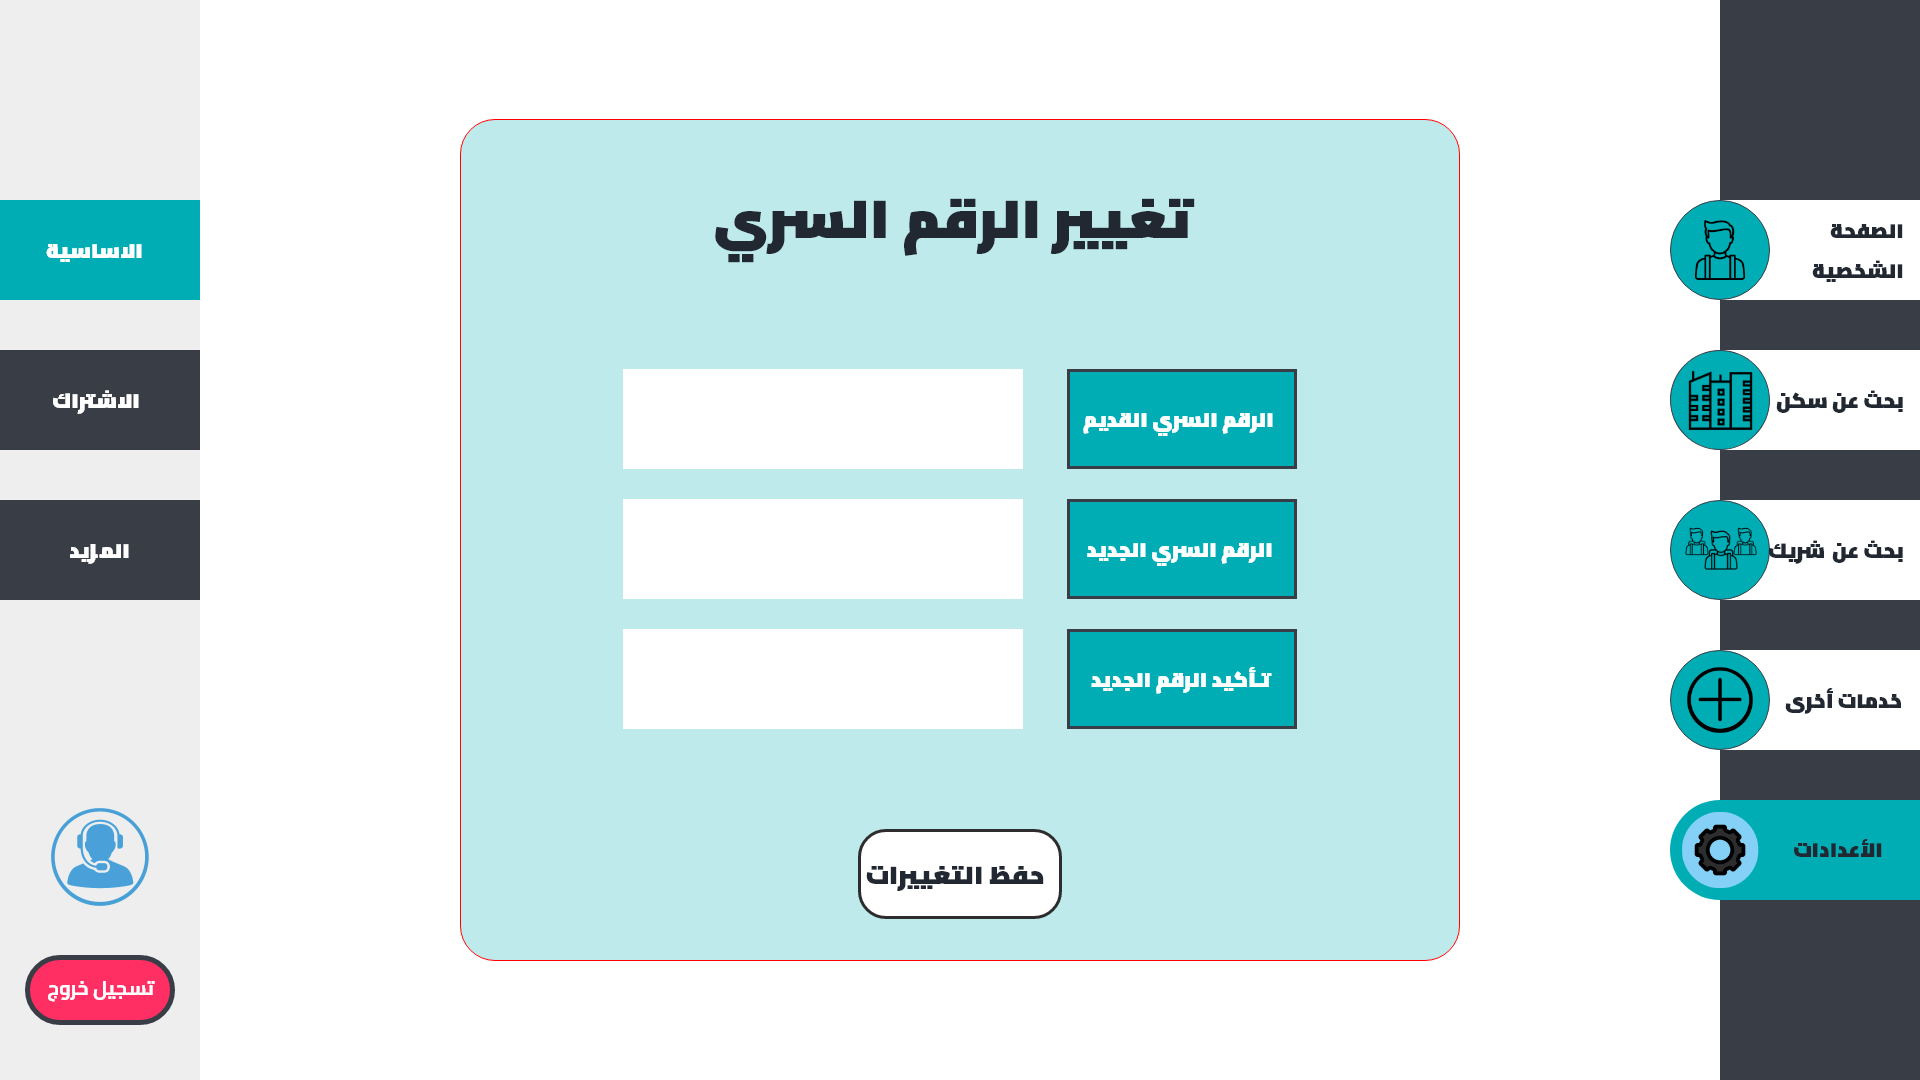 الصفحة
الشخصية
بحث عن سكن
بحث عن شريك
خدمات أخرى
الأعدادات
تغيير الرقم السري
الرقم السري القديم
الرقم السري الجديد
تـأكيد الرقم الجديد
حفظ التغييرات
الاساسية
الاشتراك
المزيد
تسجيل خروج